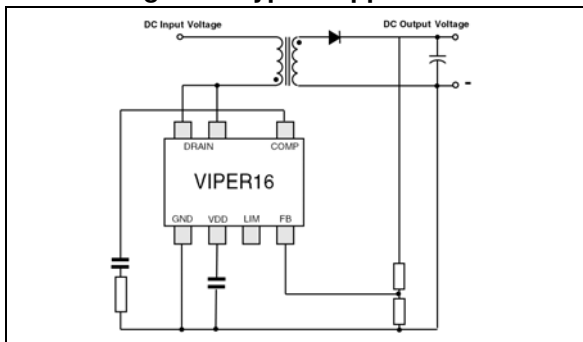 DC Input Voltage
DC Output Voltage
-
DRAIN
COMP
VIPER16
GND
VDD
LIM
FB